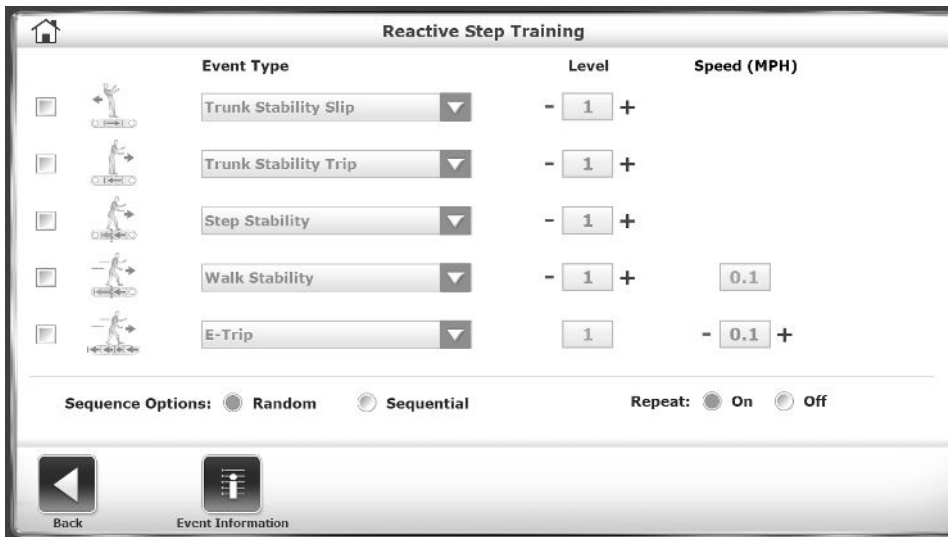 Reactive Step Training
Event Type Level Speed (MPH)
Trunk Stability Slip - 1 +
Trunk Stability Trip - 1 +
Step Stability - 1 +
Walk Stability - 1 + 0.1
E-Trip 1 - 0.1 +
Sequence Options: Random Sequential Repeat: On Off
Back Event Information